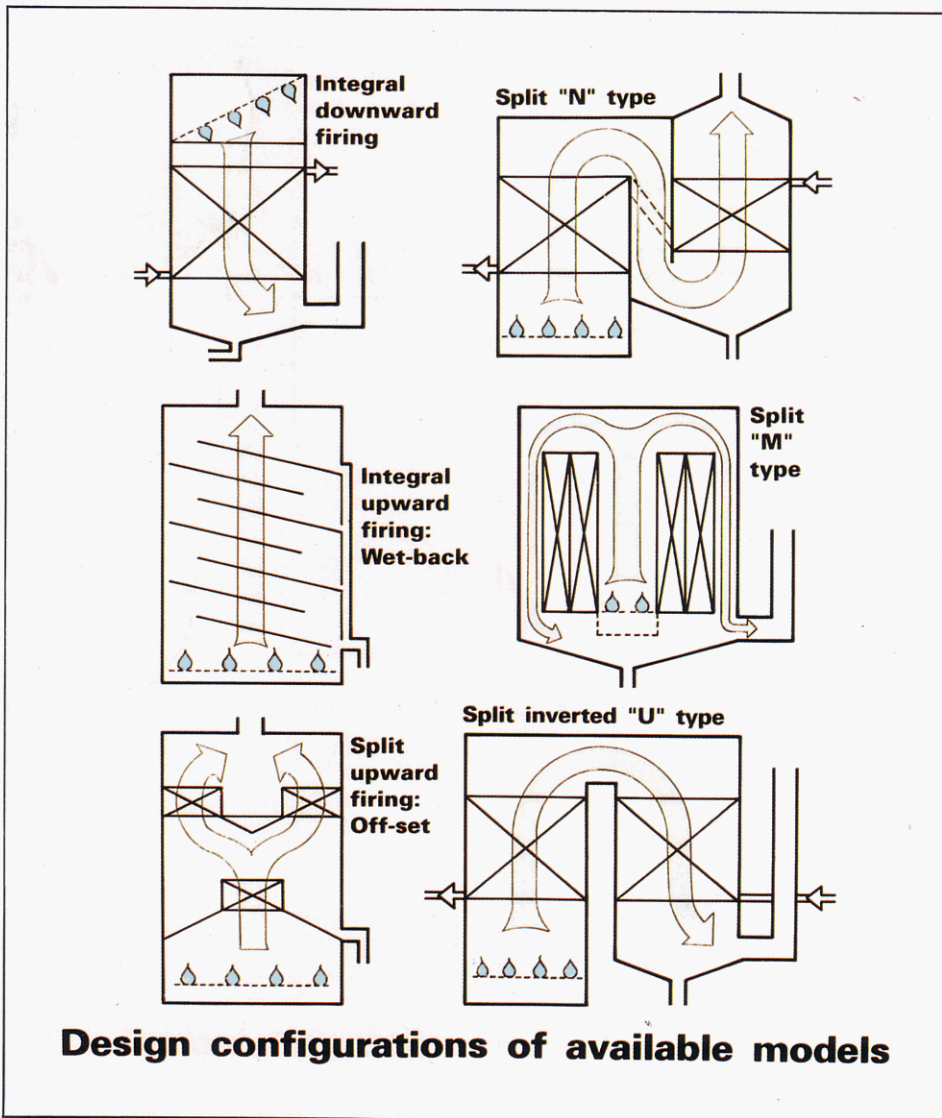 Integral
downward
firing
Split "N" type
Integral
upward
firing:
Wet-back
Split
"M"
type
Split
upward
firing:
Off-set
Split inverted "U" type
Design configurations of available models